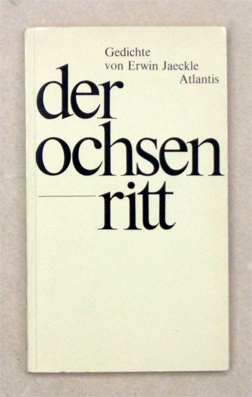 Gedichte
von Erwin Jaeckle
Atlantis
der
ochsen
ritt